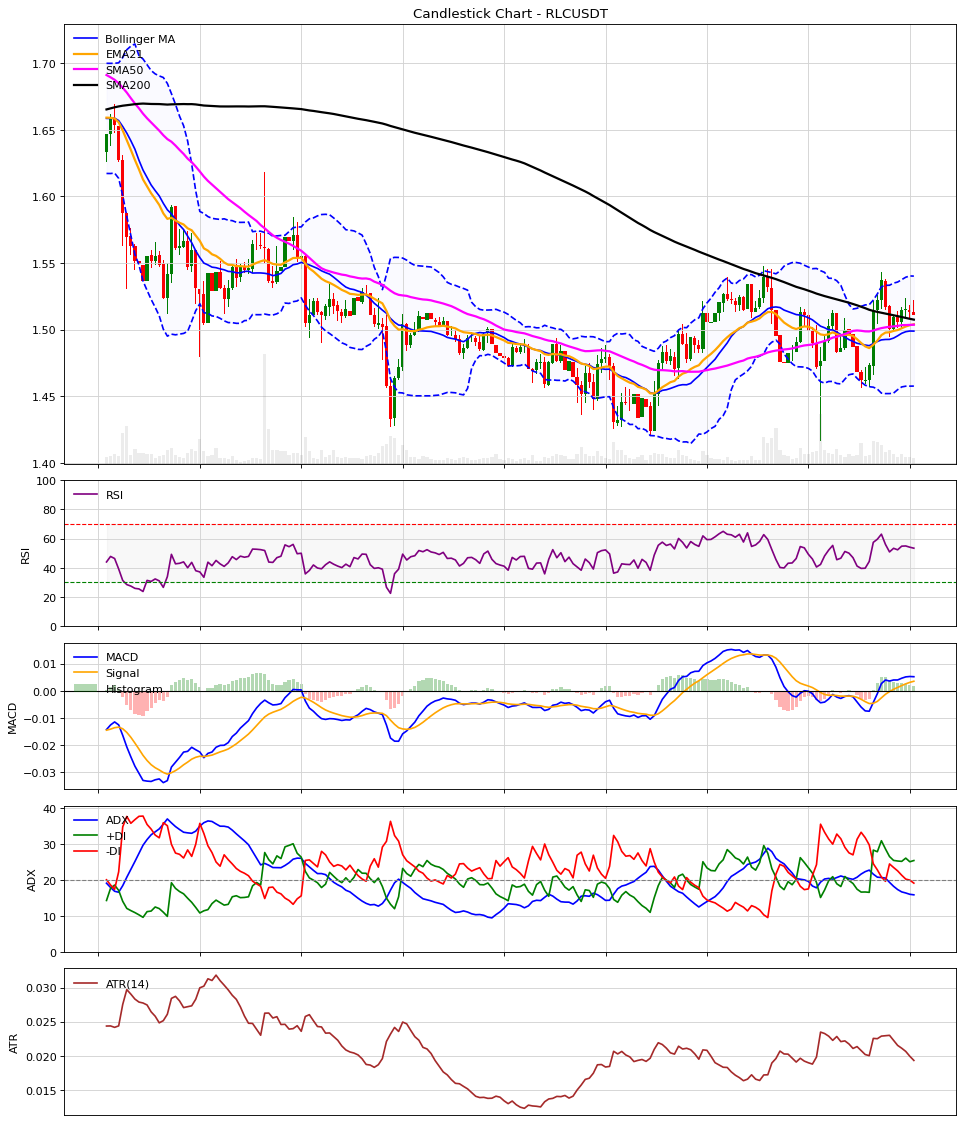 Candlestick Chart - RLCUSDT
Bollinger MA
EMA21
SMA50
SMA200
1.70
1.65
1.60
1.55
1.50
1.45
1.40
RSI
100
80
60
40
20
0
RSI
MACD
Signal
Histogram
0.01
0.00
−0.01
−0.02
−0.03
MACD
ADX
+DI
-DI
40
30
20
10
0
ADX
ATR(14)
0.030
0.025
0.020
0.015
ATR